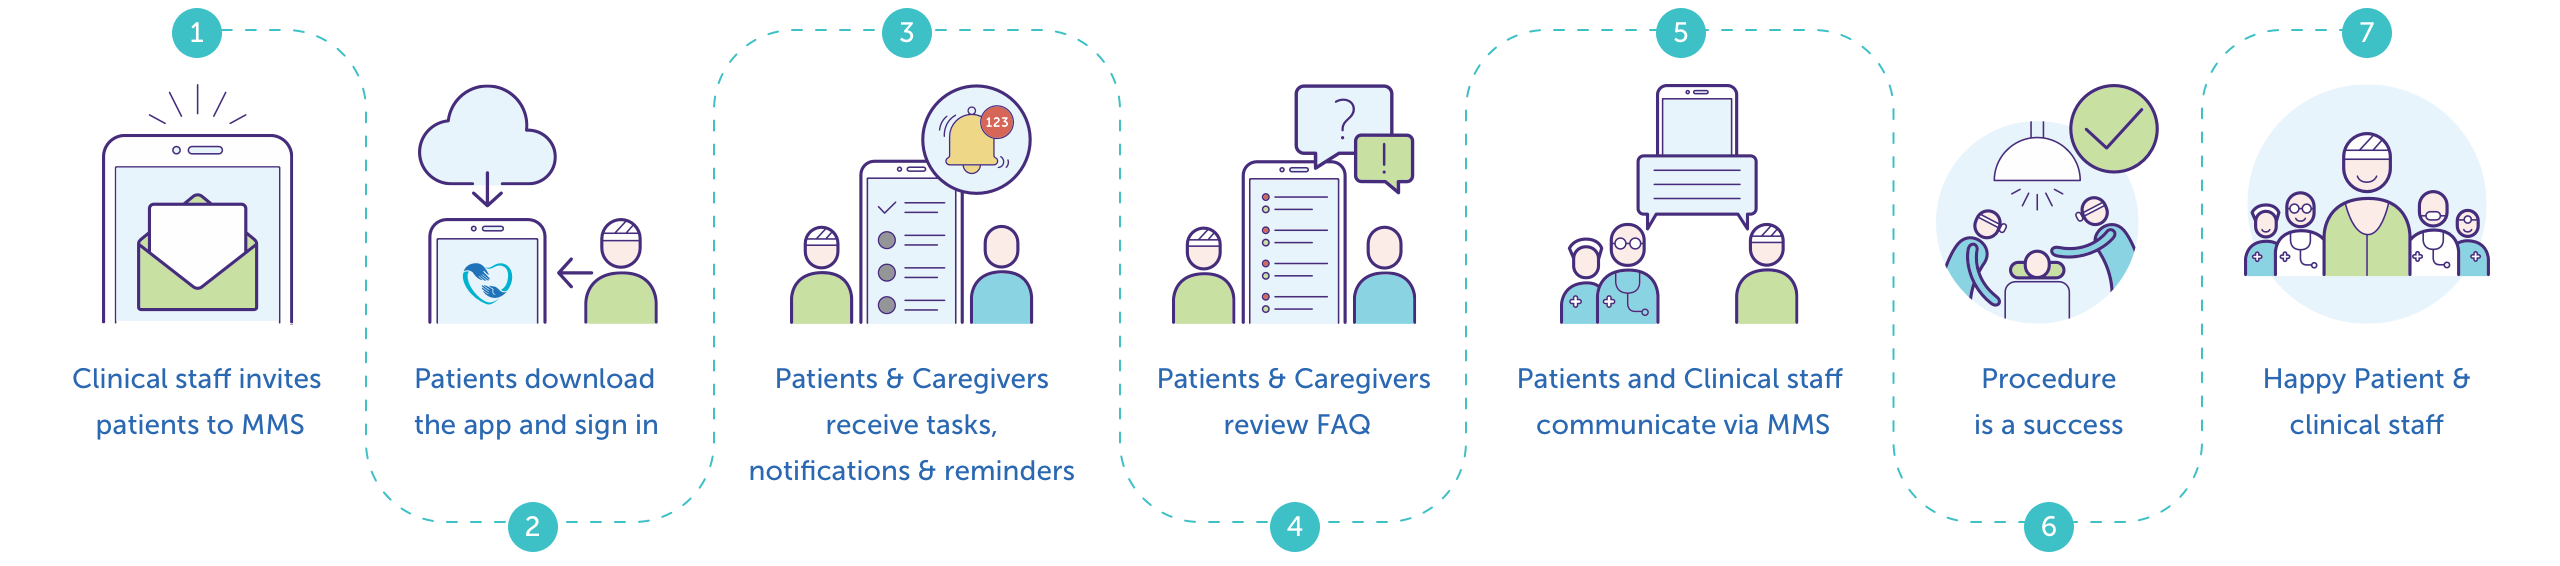 1
Clinical staff invites
patients to MMS
2
Patients download
the app and sign in
3
123
Patients & Caregivers
receive tasks,
notifications & reminders
4
?
!
Patients & Caregivers
review FAQ
5
Patients and Clinical staff
communicate via MMS
6
Procedure
is a success
7
Happy Patient &
clinical staff